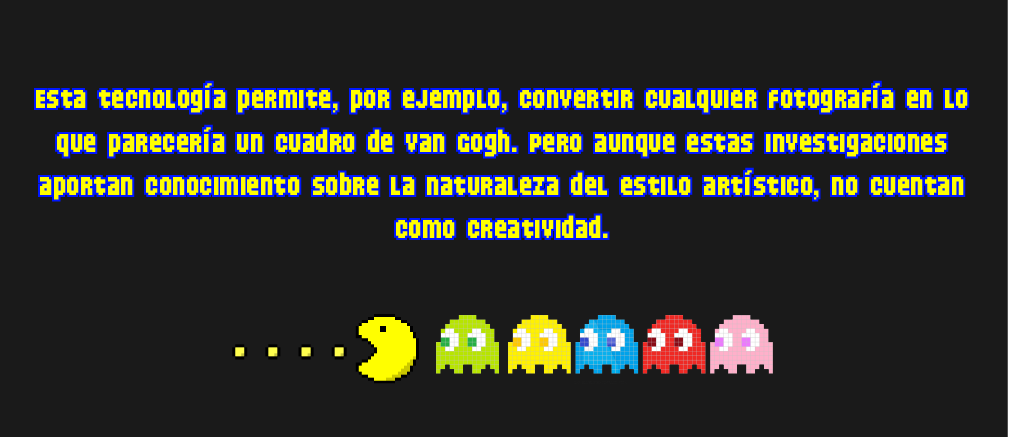 Esta tecnología permite, por ejemplo, convertir cualquier fotografía en lo
que parecería un cuadro de Van Gogh. Pero aunque estas investigaciones
aportan conocimiento sobre la naturaleza del estilo artístico, no cuentan
como creatividad.